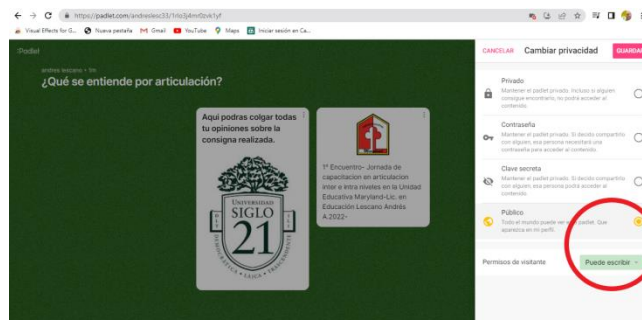 https://padlet.com/andreslesc33/
Visual Effects for G...
Nueva pestaña
Gmail
YouTube
Maps
Iniciar sesión en Ca...
:Padlet
andres lescano • 1m
¿Qué se entiende por articulación?
Aqui podras colgar todas
tu opiniones sobre la
consigna realizada.
UNIVERSIDAD
SIGLO
21
1º Encuentro- Jornada de
capacitacion en articulacion
inter e intra niveles en la Unidad
Educativa Maryland-Lic. en
Educación Lescano Andrés
A.2022-
CANCELAR
Cambiar privacidad
GUARDAR
Privado
Mantener el padlet privado. Incluso si alguien
consigue encontrarlo, no podrá acceder al
contenido.
Contraseña
Mantener el padlet privado. Si decido compartirlo
con alguien, esa persona necesitará una
contraseña para acceder al contenido.
Clave secreta
Mantener el padlet privado. Si decido compartirlo
con alguien, esa persona podrá acceder al
contenido.
Público
Todo el mundo puede ver padlet. Que
aparezca en mi perfil.
Permisos de visitante
Puede escribir